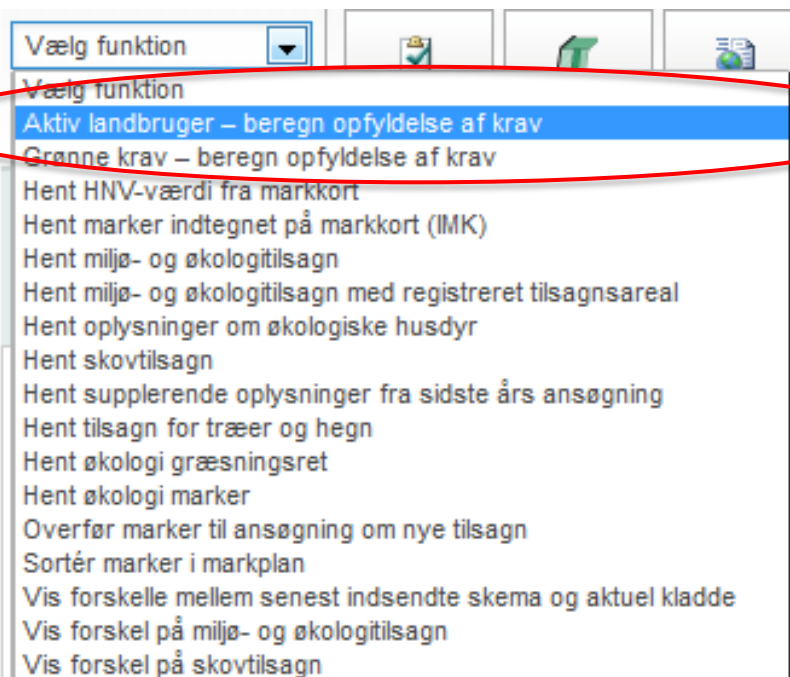 Vælg funktion
Vælg funktion
Aktiv landbruger – beregn opfyldelse af krav
Grønne krav – beregn opfyldelse af krav
Hent HNV-værdi fra markkort
Hent marker indtegnet på markkort (IMK)
Hent miljø- og økologitilsagn
Hent miljø- og økologitilsagn med registreret tilsagnsareal
Hent oplysninger om økologiske husdyr
Hent skovtilsagn
Hent supplerende oplysninger fra sidste års ansøgning
Hent tilsagn for træer og hegn
Hent økologi græsningsret
Hent økologi marker
Overfør marker til ansøgning om nye tilsagn
Sortér marker i markplan
Vis forskelle mellem senest indsendte skema og aktuel kladde
Vis forskel på miljø- og økologitilsagn
Vis forskel på skovtilsagn